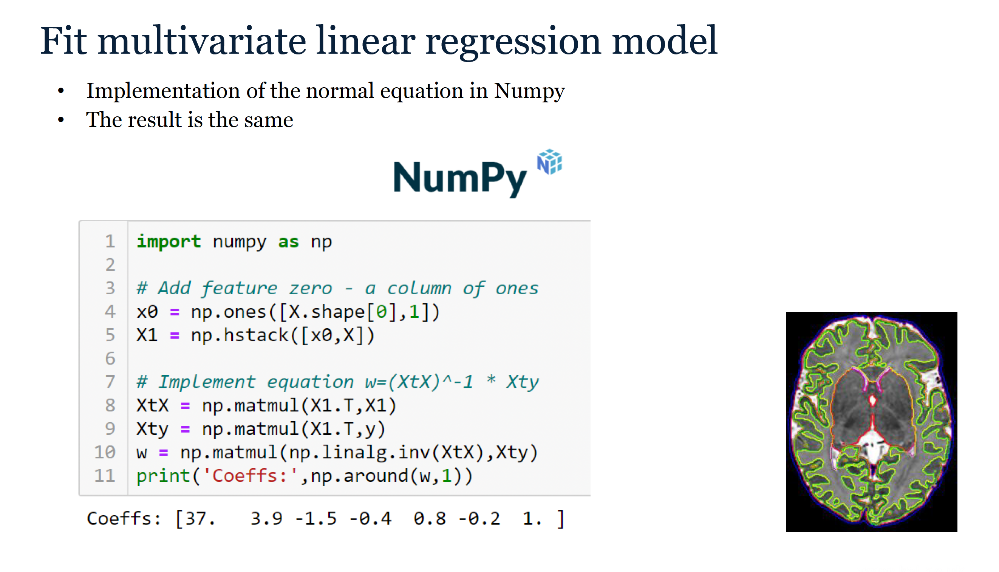 Fit multivariate linear regression model
• Implementation of the normal equation in Numpy
• The result is the same
NumPy
1 import numpy as np
2
3 # Add feature zero - a column of ones
4 x0 = np.ones([X.shape[0],1])
5 X1 = np.hstack([x0,X])
6
7 # Implement equation w=(XtX)^-1 * Xty
8 XtX = np.matmul(X1.T,X1)
9 Xty = np.matmul(X1.T,y)
10 w = np.matmul(np.linalg.inv(XtX),Xty)
11 print('Coeffs:',np.around(w,1))
Coeffs: [37.   3.9 -1.5 -0.4  0.8 -0.2  1. ]